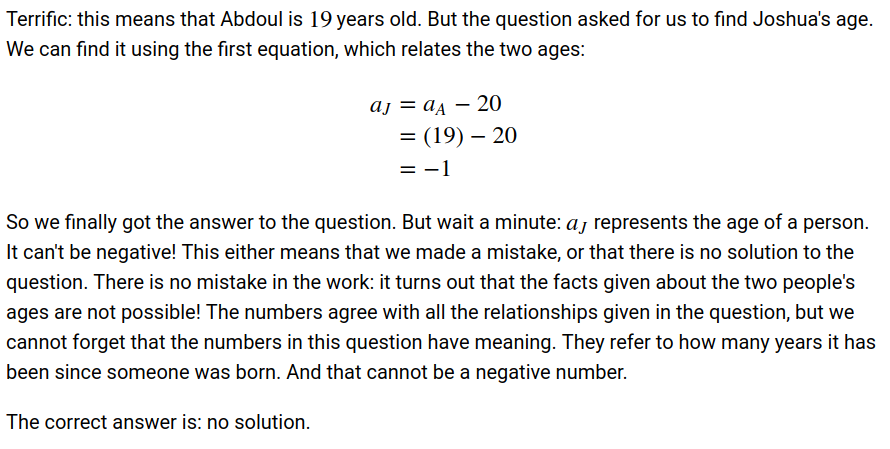 Terrific: this means that Abdoul is 19 years old. But the question asked for us to find Joshua's age.
We can find it using the first equation, which relates the two ages:
a_J = a_A − 20
= (19) − 20
= −1
So we finally got the answer to the question. But wait a minute: a_J represents the age of a person.
It can't be negative! This either means that we made a mistake, or that there is no solution to the
question. There is no mistake in the work: it turns out that the facts given about the two people's
ages are not possible! The numbers agree with all the relationships given in the question, but we
cannot forget that the numbers in this question have meaning. They refer to how many years it has
been since someone was born. And that cannot be a negative number.
The correct answer is: no solution.